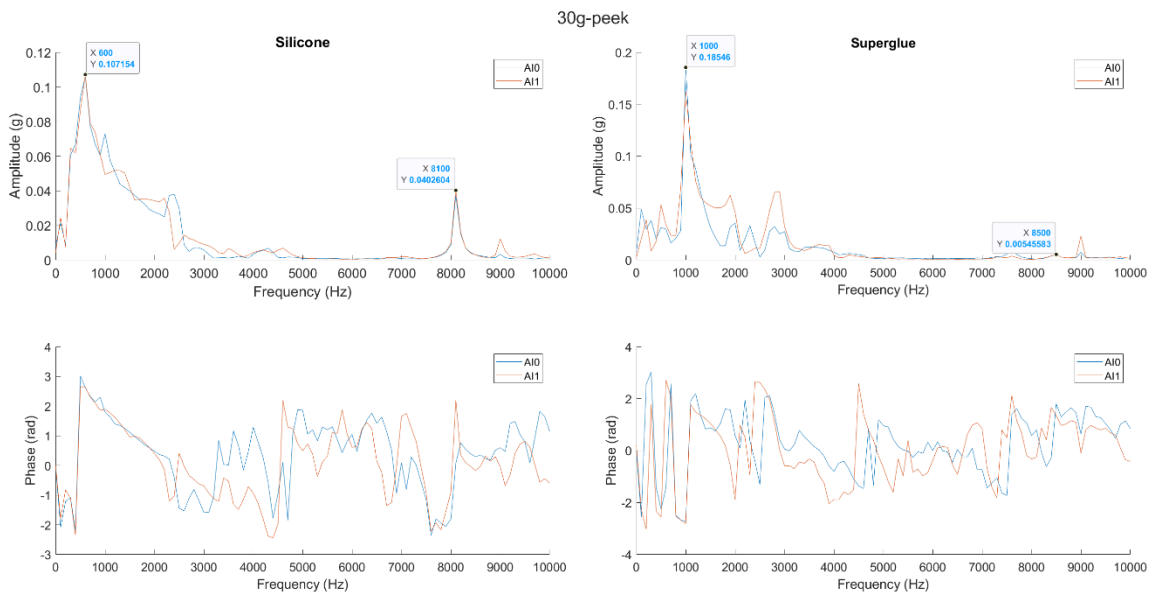 30g-peek
Silicone
0.12
0.1
0.08
0.06
0.04
0.02
0
Amplitude (g)
X 600
Y 0.107154
X 8100
Y 0.0402604
AI0
AI1
0 1000 2000 3000 4000 5000 6000 7000 8000 9000 10000
Frequency (Hz)
Superglue
0.2
0.15
0.1
0.05
0
Amplitude (g)
X 1000
Y 0.18546
X 8500
Y 0.00545583
AI0
AI1
0 1000 2000 3000 4000 5000 6000 7000 8000 9000 10000
Frequency (Hz)
4
3
2
1
0
-1
-2
-3
Phase (rad)
AI0
AI1
0 1000 2000 3000 4000 5000 6000 7000 8000 9000 10000
Frequency (Hz)
4
2
0
-2
-4
Phase (rad)
AI0
AI1
0 1000 2000 3000 4000 5000 6000 7000 8000 9000 10000
Frequency (Hz)